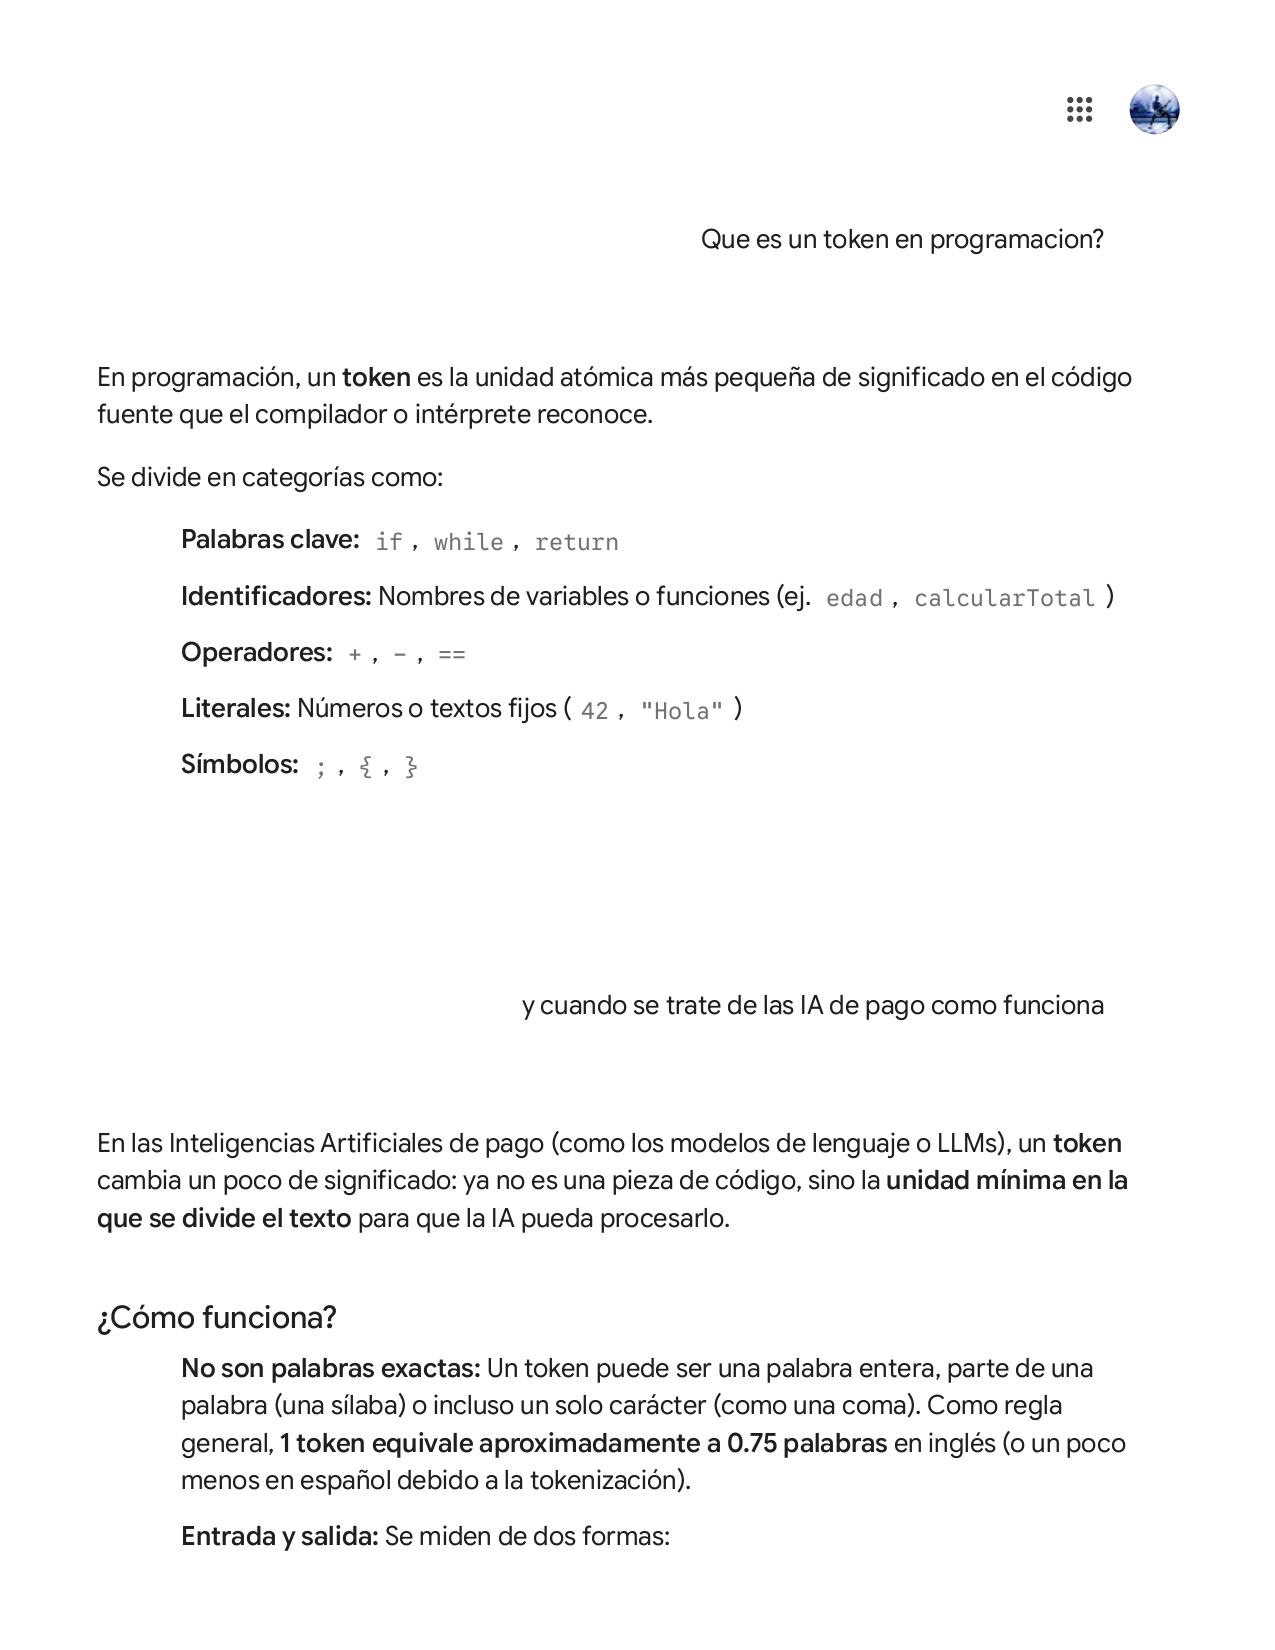 Que es un token en programacion?
En programación, un token es la unidad atómica más pequeña de significado en el código
fuente que el compilador o intérprete reconoce.
Se divide en categorías como:
Palabras clave: if, while, return
Identificadores: Nombres de variables o funciones (ej. edad, calcularTotal)
Operadores: +, -, ==
Literales: Números o textos fijos (42, "Hola")
Símbolos: ;, {, }
y cuando se trate de las IA de pago como funciona
En las Inteligencias Artificiales de pago (como los modelos de lenguaje o LLMs), un token
cambia un poco de significado: ya no es una pieza de código, sino la unidad mínima en la
que se divide el texto para que la IA pueda procesarlo.
¿Cómo funciona?
No son palabras exactas: Un token puede ser una palabra entera, parte de una
palabra (una sílaba) o incluso un solo carácter (como una coma). Como regla
general, 1 token equivale aproximadamente a 0.75 palabras en inglés (o un poco
menos en español debido a la tokenización).
Entrada y salida: Se miden de dos formas: